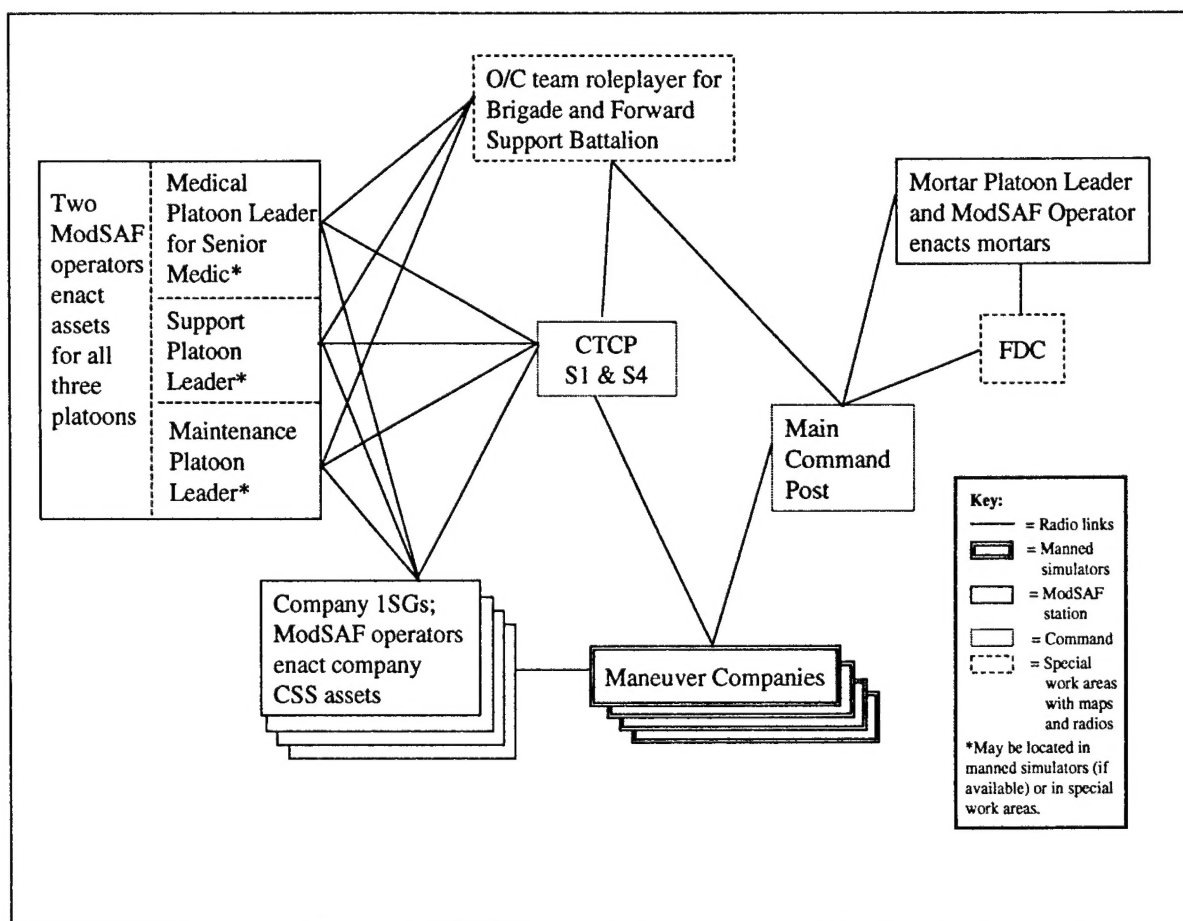 O/C team roleplayer for
Brigade and Forward
Support Battalion
Two
ModSAF
operators
enact
assets
for all
three
platoons
Medical
Platoon Leader
for Senior
Medic*
Support
Platoon
Leader*
Maintenance
Platoon
Leader*
Mortar Platoon Leader
and ModSAF Operator
enacts mortars
CTCP
S1 & S4
FDC
Main
Command
Post
Company 1SGs;
ModSAF operators
enact company
CSS assets
Maneuver Companies
Key:
= Radio links
= Manned
simulators
= ModSAF
station
= Command
= Special
work areas
with maps
and radios
*May be located in
manned simulators (if
available) or in special
work areas.